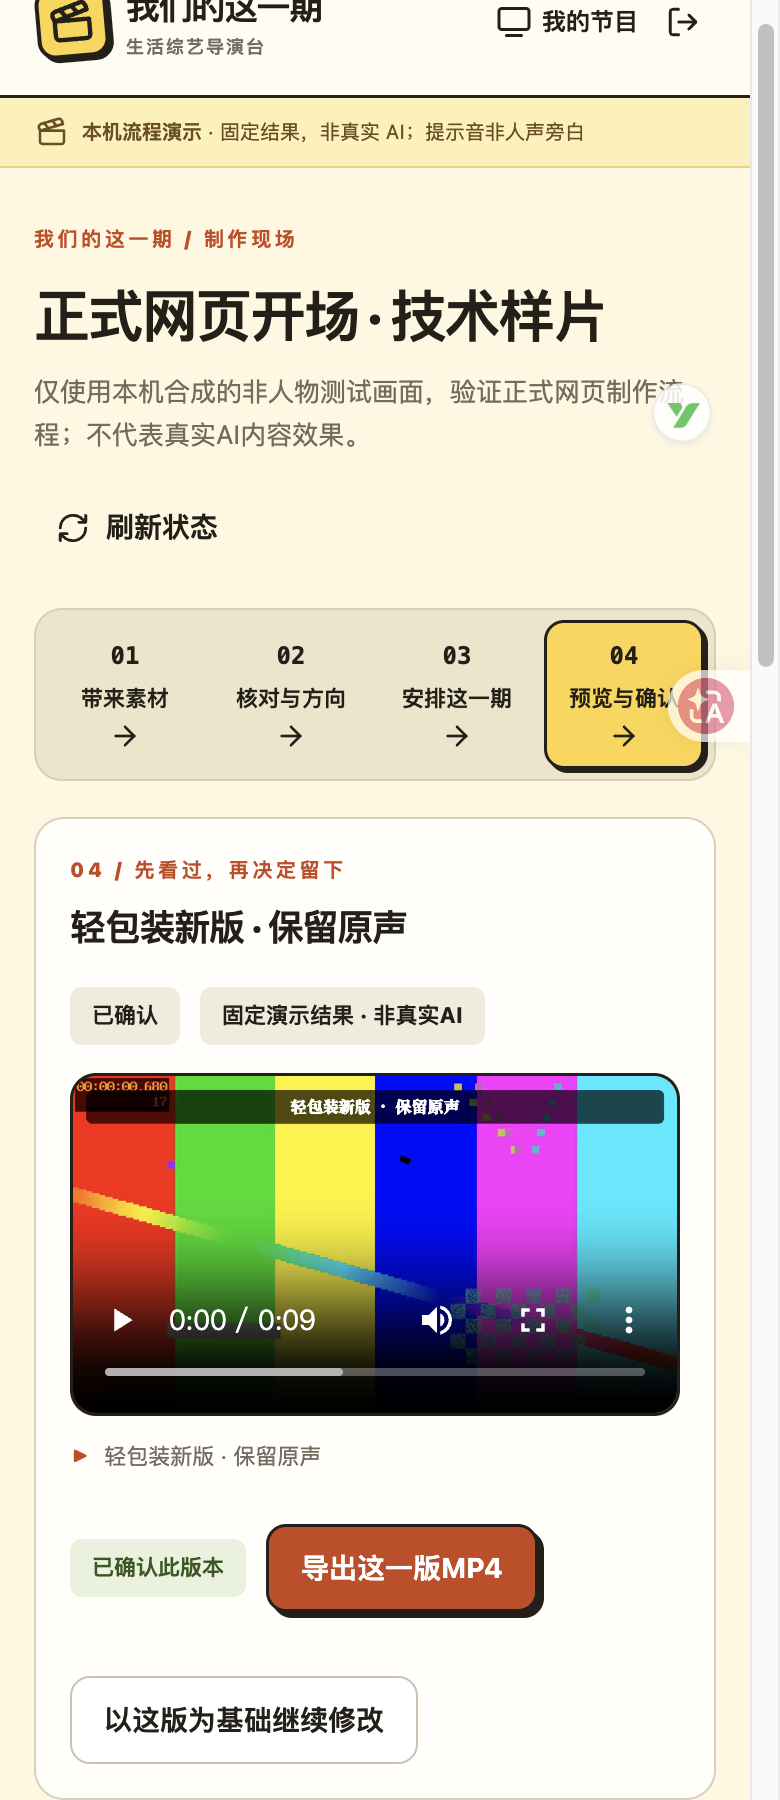 我们的这一期
生活综艺导演台
我的节目
本机流程演示 · 固定结果，非真实 AI；提示音非人声旁白
我们的这一期 / 制作现场
正式网页开场 · 技术样片
仅使用本机合成的非人物测试画面，验证正式网页制作流
程；不代表真实AI内容效果。
刷新状态
01
带来素材
→
02
核对与方向
→
03
安排这一期
→
04
预览与确认
→
04 / 先看过，再决定留下
轻包装新版 · 保留原声
已确认
固定演示结果 · 非真实AI
00:00:00.680
17
轻包装新版 · 保留原声
0:00 / 0:09
轻包装新版 · 保留原声
已确认此版本
导出这一版MP4
以这版为基础继续修改